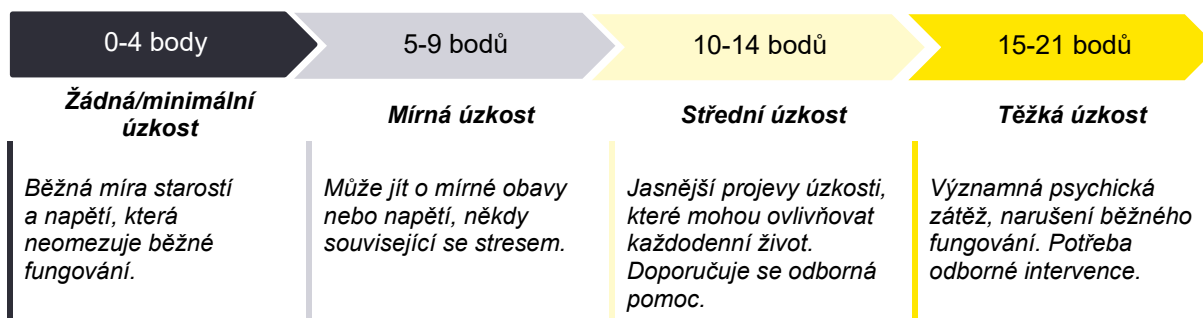 0-4 body
5-9 bodů
10-14 bodů
15-21 bodů
Žádná/minimální
úzkost
Mírná úzkost
Střední úzkost
Těžká úzkost
Běžná míra starostí
a napětí, která
neomezuje běžné
fungování.
Může jít o mírné obavy
nebo napětí, někdy
související se stresem.
Jasnější projevy úzkosti,
které mohou ovlivňovat
každodenní život.
Doporučuje se odborná
pomoc.
Významná psychická
zátěž, narušení běžného
fungování. Potřeba
odborné intervence.